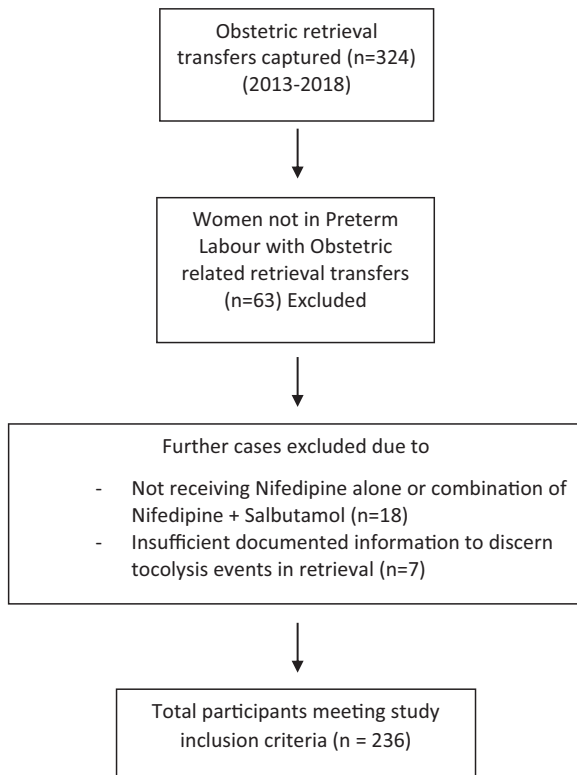 Obstetric retrieval
transfers captured (n=324)
(2013-2018)
Women not in Preterm
Labour with Obstetric
related retrieval transfers
(n=63) Excluded
Further cases excluded due to
- Not receiving Nifedipine alone or combination of
Nifedipine + Salbutamol (n=18)
- Insufficient documented information to discern
tocolysis events in retrieval (n=7)
Total participants meeting study
inclusion criteria (n = 236)